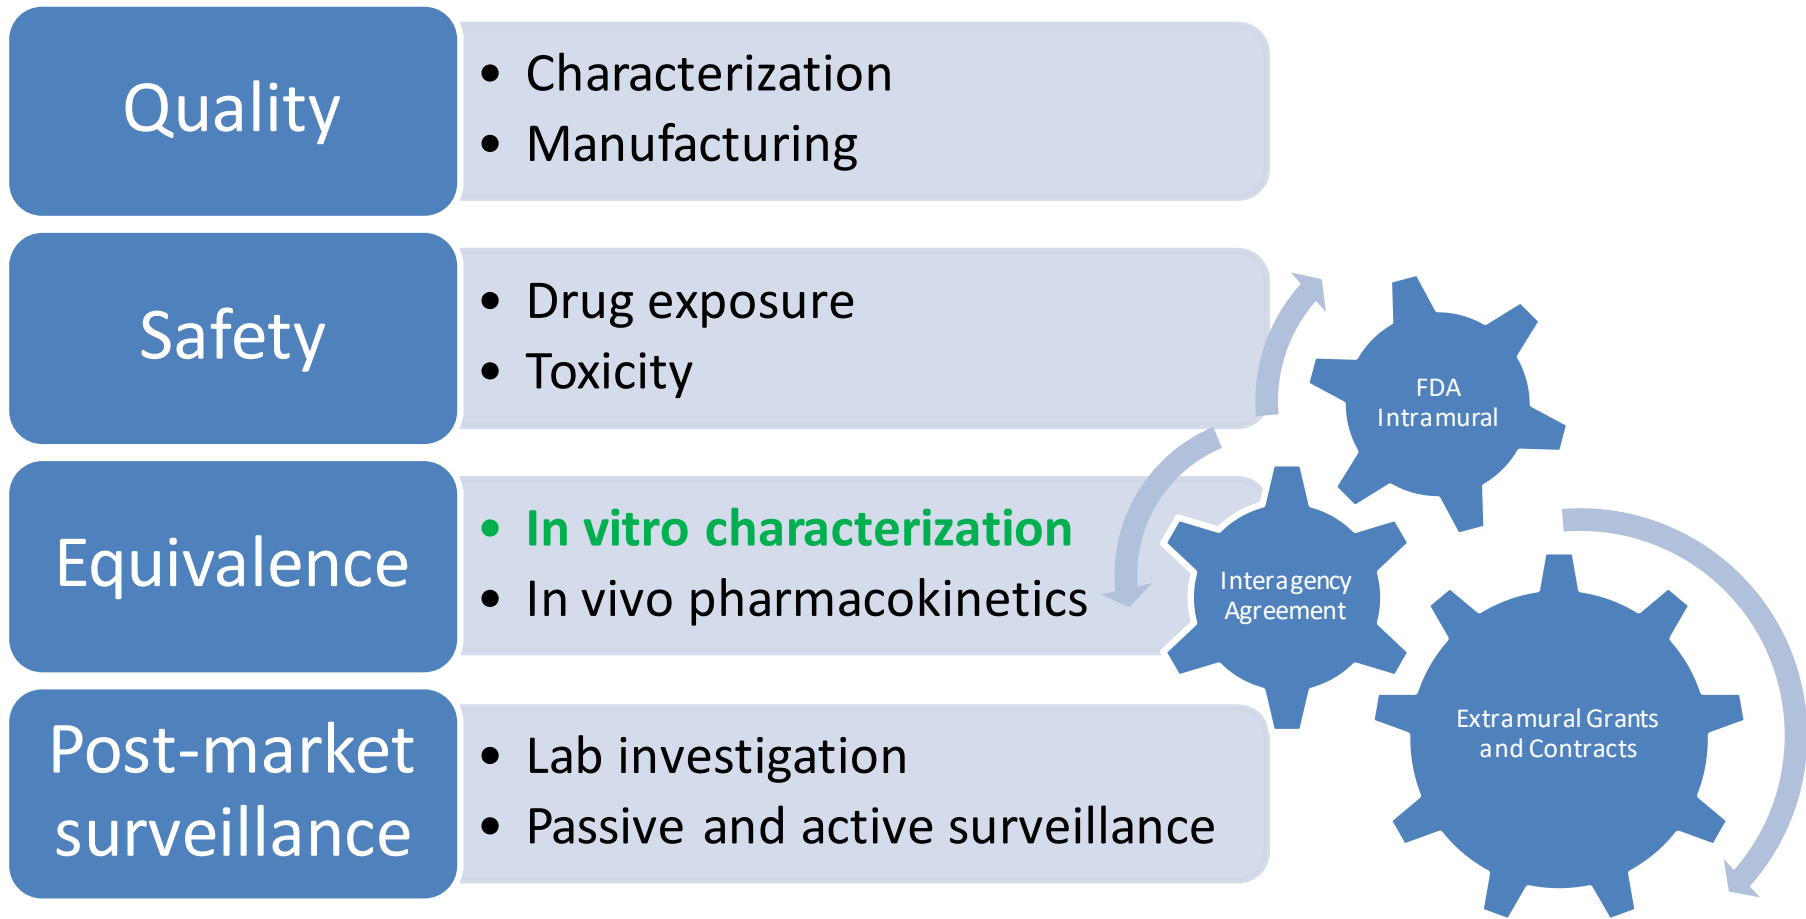 Quality
• Characterization
• Manufacturing
Safety
• Drug exposure
• Toxicity
Equivalence
• In vitro characterization
• In vivo pharmacokinetics
Post-market
surveillance
• Lab investigation
• Passive and active surveillance
FDA
Intramural
Interagency
Agreement
Extramural Grants
and Contracts